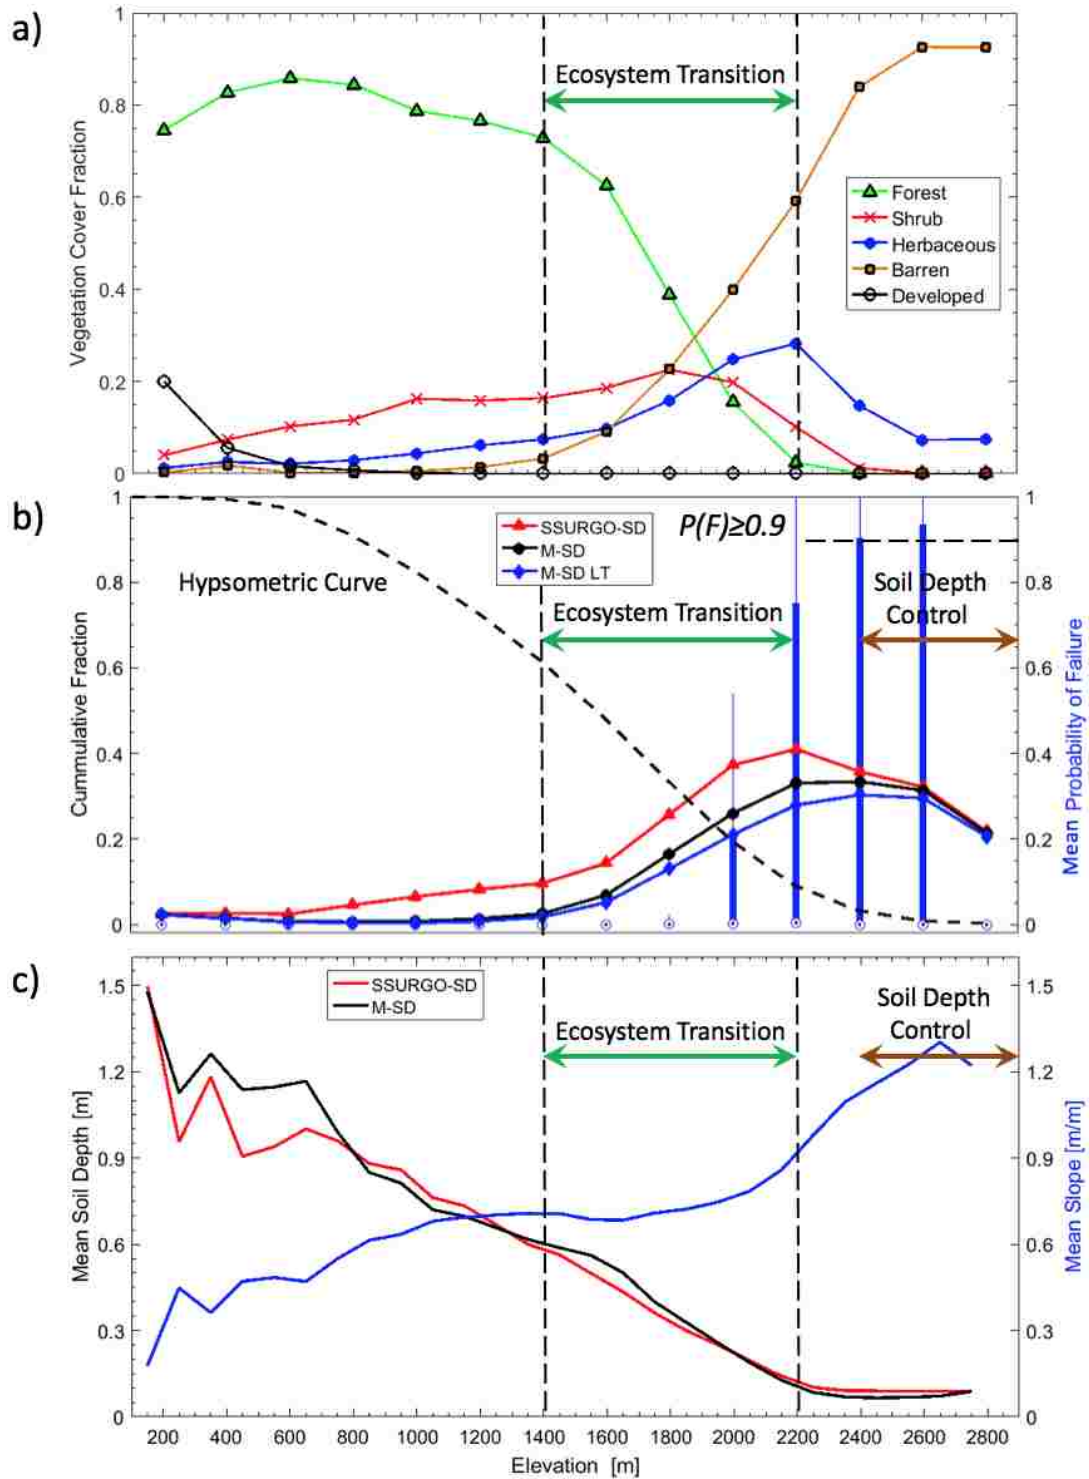 a)
1
0.8
0.6
0.4
0.2
0
Vegetation Cover Fraction
Ecosystem Transition
Forest
Shrub
Herbaceous
Barren
Developed
b)
1
0.8
0.6
0.4
0.2
0
Cummulative Fraction
Hypsometric Curve
SSURGO-SD
M-SD
M-SD LT
P(F)≥0.9
Ecosystem Transition
Soil Depth
Control
1
0.8
0.6
0.4
0.2
0
Mean Probability of Failure
c)
1.5
1.2
0.9
0.6
0.3
0
Mean Soil Depth [m]
SSURGO-SD
M-SD
Ecosystem Transition
Soil Depth
Control
1.5
1.2
0.9
0.6
0.3
0
Mean Slope [m/m]
200 400 600 800 1000 1200 1400 1600 1800 2000 2200 2400 2600 2800
Elevation [m]